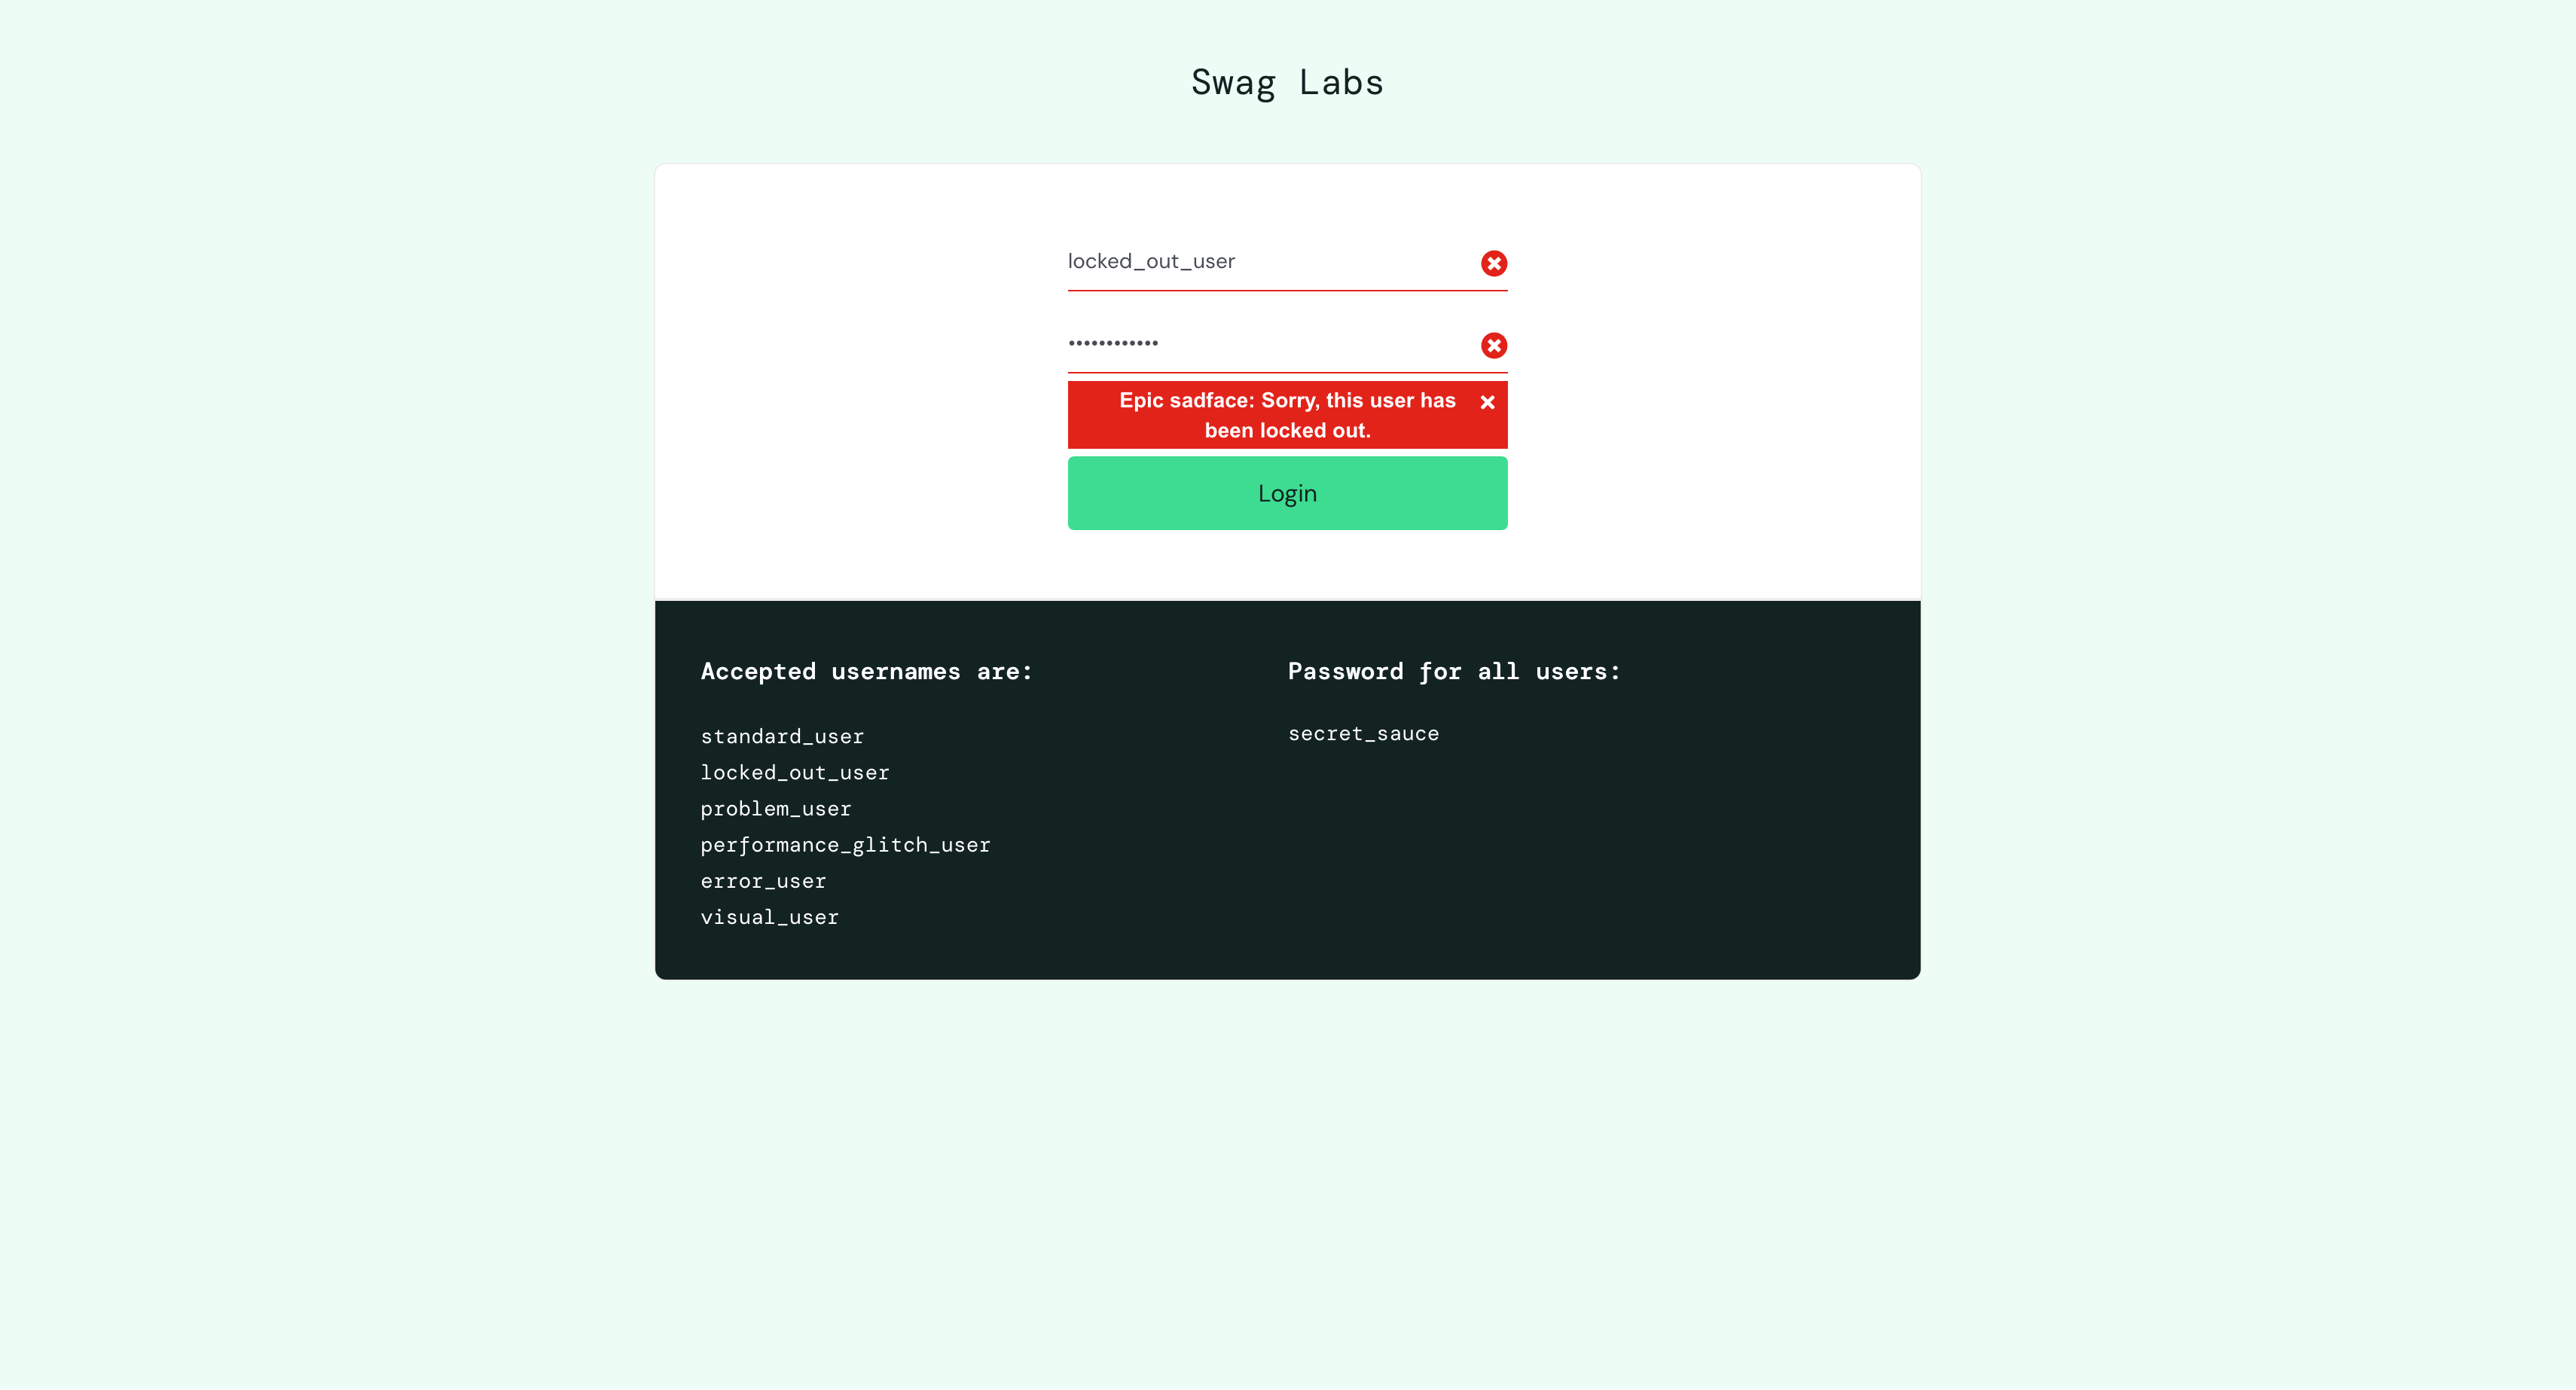 Swag Labs
locked_out_user
••••••••••••
Epic sadface: Sorry, this user has
been locked out.
Login
Accepted usernames are:
standard_user
locked_out_user
problem_user
performance_glitch_user
error_user
visual_user
Password for all users:
secret_sauce